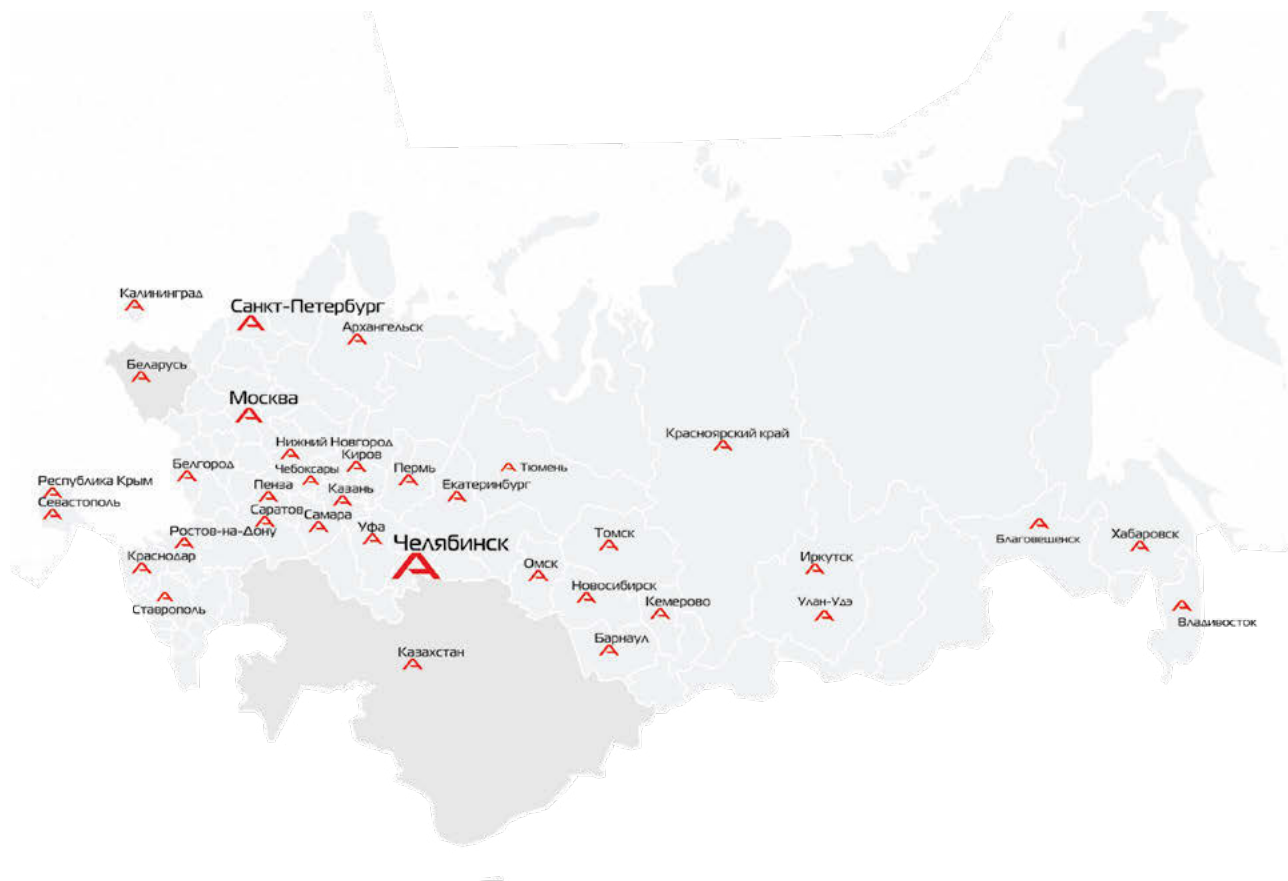 Калининград
Санкт-Петербург
Архангельск
Беларусь
Москва
Красноярский край
Нижний Новгород
Киров
Белгород
Чебоксары
Пермь
Тюмень
Республика Крым
Пенза
Казань
Екатеринбург
Севастополь
Саратов
Самара
Ростов-на-Дону
Уфа
Челябинск
Томск
Благовещенск
Хабаровск
Краснодар
Омск
Иркутск
Новосибирск
Ставрополь
Кемерово
Улан-Удэ
Владивосток
Барнаул
Казахстан